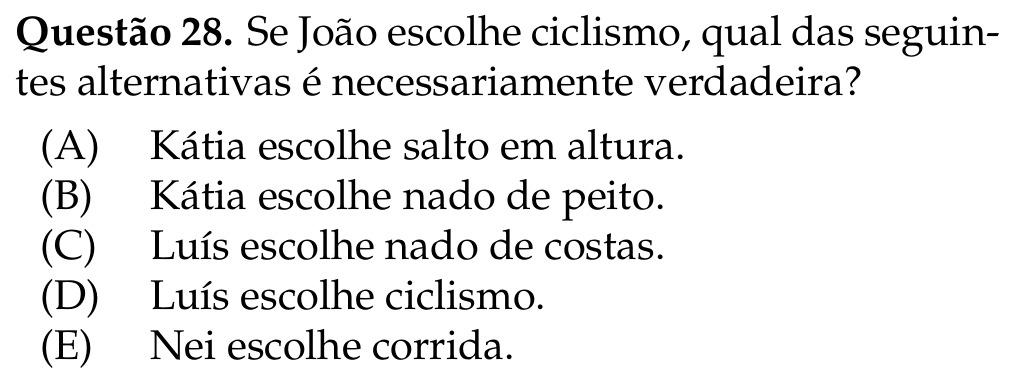 Questão 28. Se João escolhe ciclismo, qual das seguin-
tes alternativas é necessariamente verdadeira?
(A) Kátia escolhe salto em altura.
(B) Kátia escolhe nado de peito.
(C) Luís escolhe nado de costas.
(D) Luís escolhe ciclismo.
(E) Nei escolhe corrida.